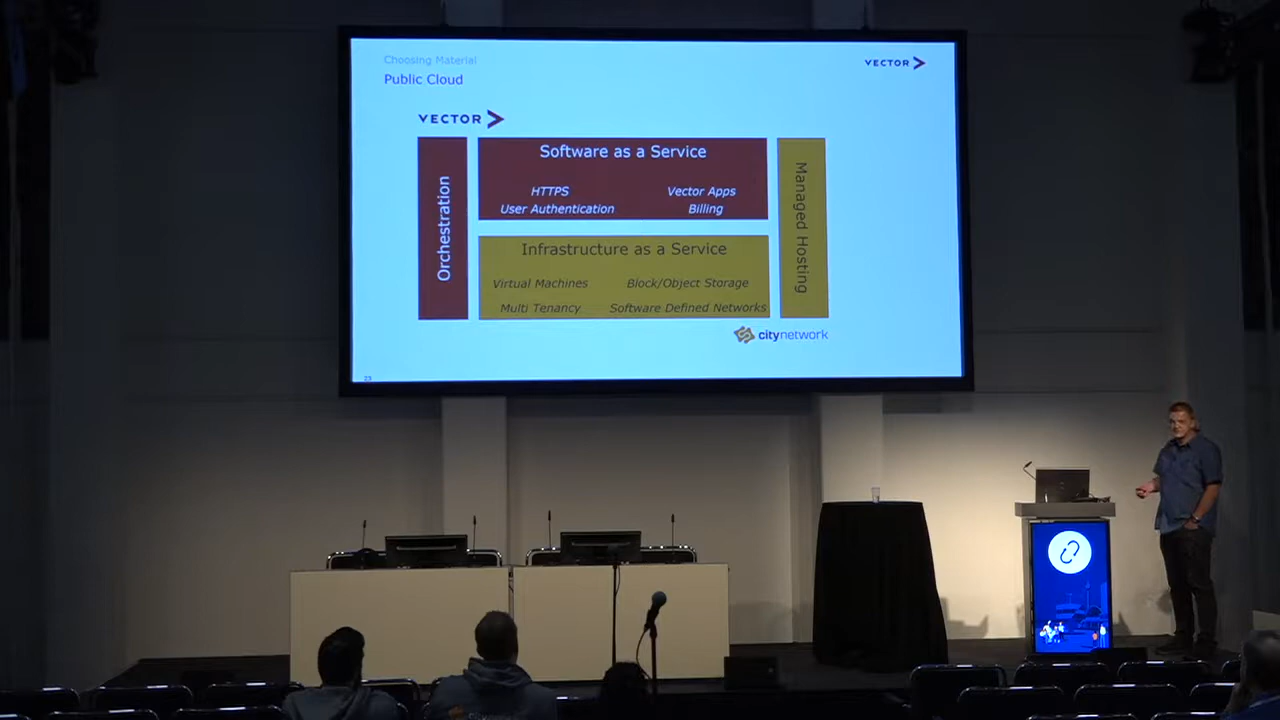 Choosing Material
Public Cloud
VECTOR
VECTOR
Orchestration
Software as a Service
HTTPS
Vector Apps
User Authentication
Billing
Infrastructure as a Service
Virtual Machines
Block/Object Storage
Multi Tenancy
Software Defined Networks
Managed Hosting
citynetwork
23